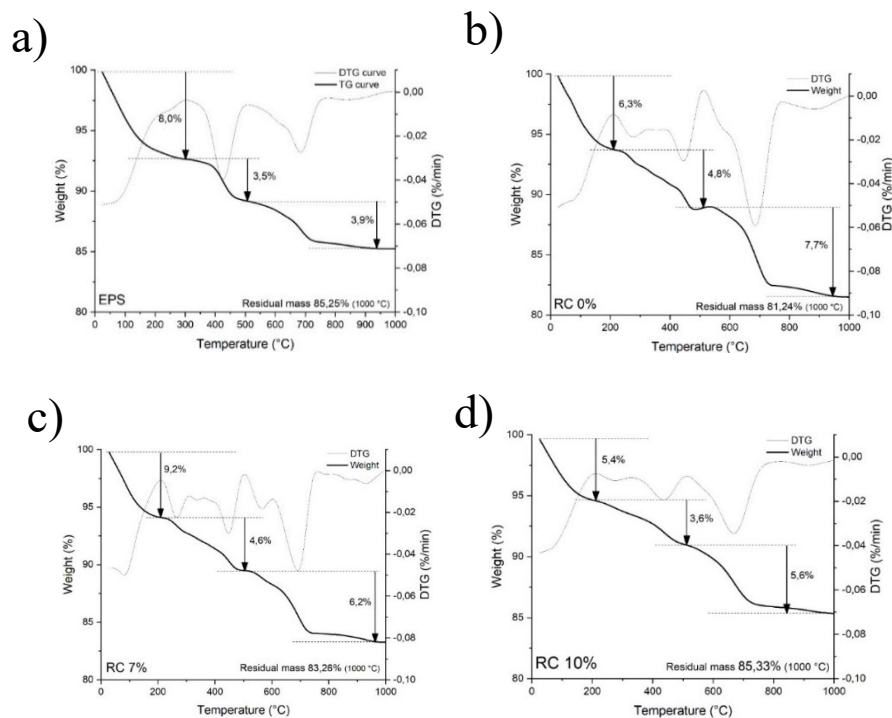 a)
DTG curve
TG curve
100
95
90
85
80
Weight (%)
8,0%
3,5%
3,9%
0,00
-0,02
-0,04
-0,06
-0,08
-0,10
DTG (%/min)
EPS
Residual mass 85,25% (1000 °C)
0 100 200 300 400 500 600 700 800 900 1000
Temperature (°C)
b)
DTG
Weight
100
95
90
85
80
Weight (%)
6,3%
4,8%
7,7%
0,00
-0,02
-0,04
-0,06
-0,08
-0,10
DTG (%/min)
RC 0%
Residual mass 81,24% (1000 °C)
0 200 400 600 800 1000
Temperature (°C)
c)
DTG
Weight
100
95
90
85
80
Weight (%)
9,2%
4,6%
6,2%
0,00
-0,02
-0,04
-0,06
-0,08
-0,10
DTG (%/min)
RC 7%
Residual mass 83,26% (1000 °C)
0 200 400 600 800 1000
Temperature (°C)
d)
DTG
Weight
100
95
90
85
80
Weight (%)
5,4%
3,6%
5,6%
0,00
-0,02
-0,04
-0,06
-0,08
-0,10
DTG (%/min)
RC 10%
Residual mass 85,33% (1000 °C)
0 200 400 600 800 1000
Temperature (°C)